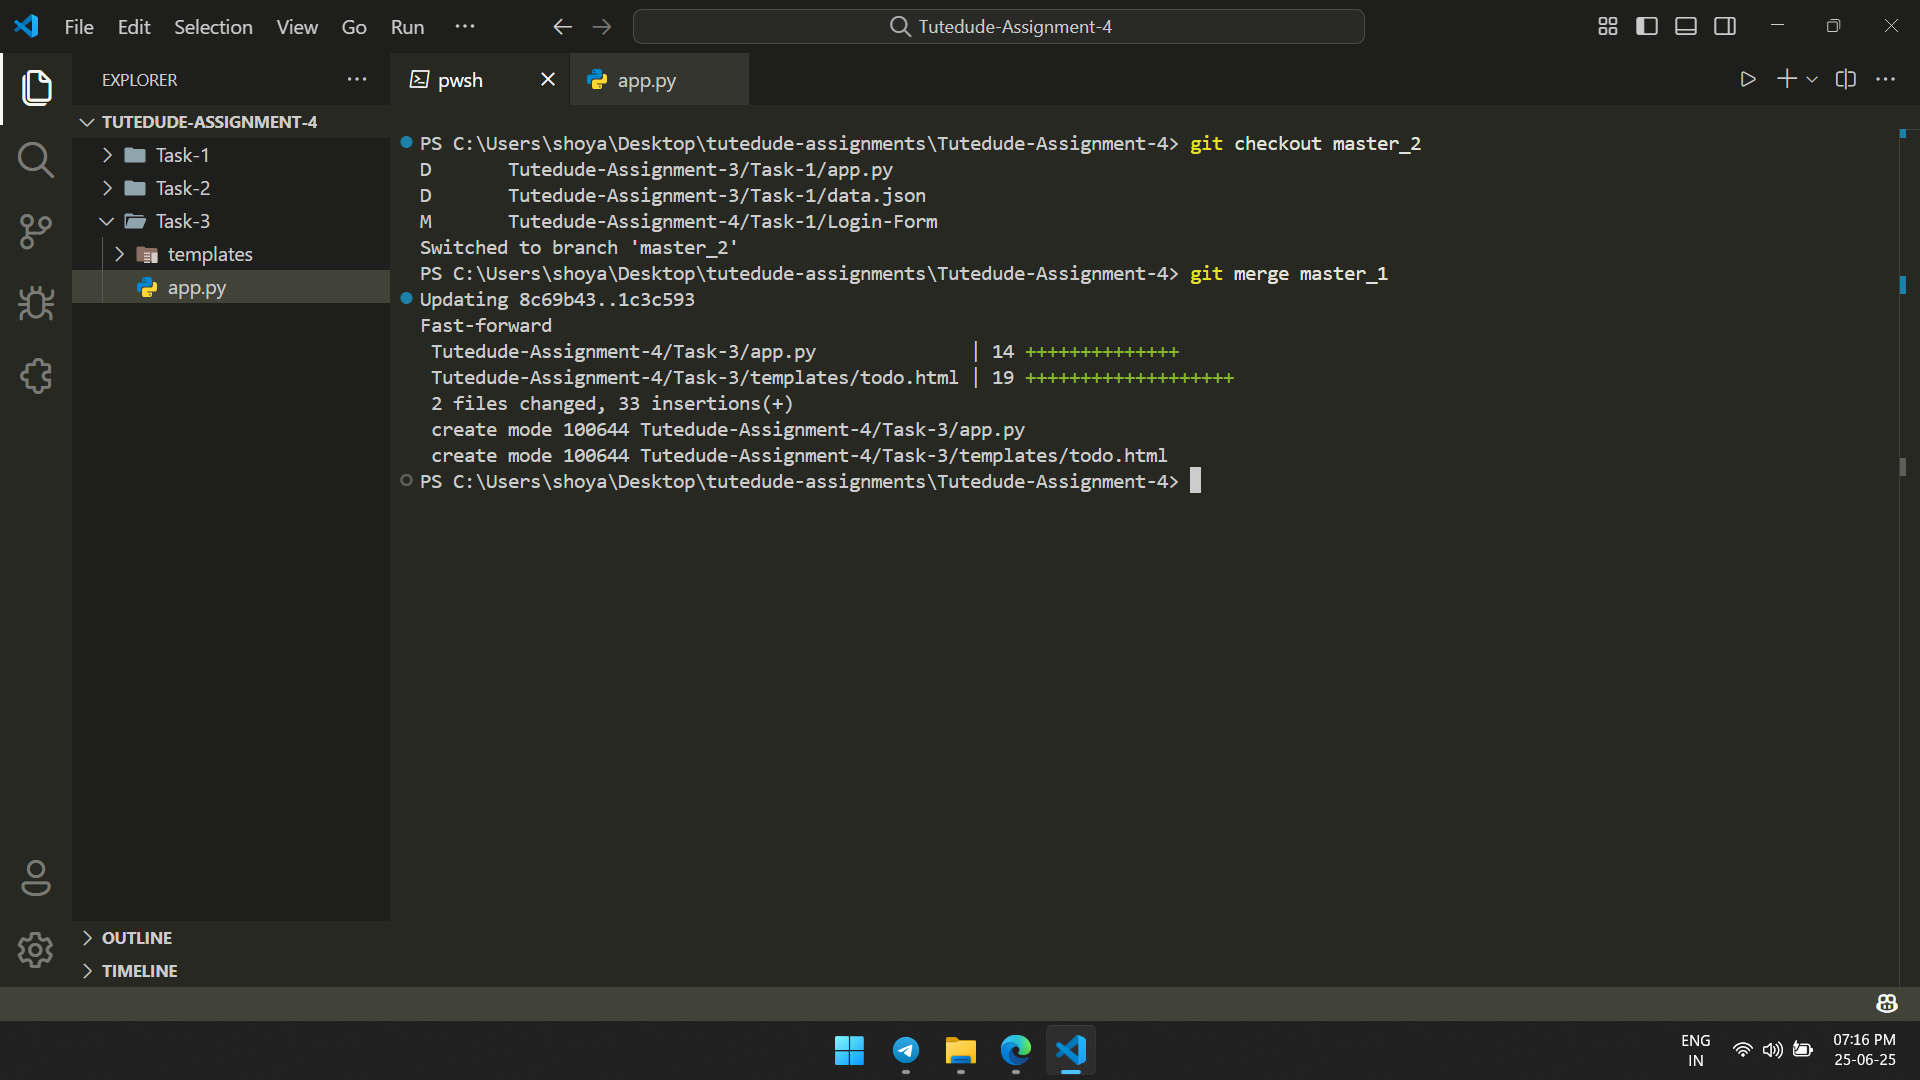 File Edit Selection View Go Run ···
Tutedude-Assignment-4
EXPLORER
···
pwsh
app.py
TUTEDUDE-ASSIGNMENT-4
Task-1
Task-2
Task-3
templates
app.py
PS C:\Users\shoya\Desktop\tutedude-assignments\Tutedude-Assignment-4> git checkout master_2
D       Tutedude-Assignment-3/Task-1/app.py
D       Tutedude-Assignment-3/Task-1/data.json
M       Tutedude-Assignment-4/Task-1/Login-Form
Switched to branch 'master_2'
PS C:\Users\shoya\Desktop\tutedude-assignments\Tutedude-Assignment-4> git merge master_1
Updating 8c69b43..1c3c593
Fast-forward
 Tutedude-Assignment-4/Task-3/app.py              | 14 ++++++++++++++
 Tutedude-Assignment-4/Task-3/templates/todo.html | 19 +++++++++++++++++++
 2 files changed, 33 insertions(+)
 create mode 100644 Tutedude-Assignment-4/Task-3/app.py
 create mode 100644 Tutedude-Assignment-4/Task-3/templates/todo.html
PS C:\Users\shoya\Desktop\tutedude-assignments\Tutedude-Assignment-4>
OUTLINE
TIMELINE
ENG
IN
07:16 PM
25-06-25